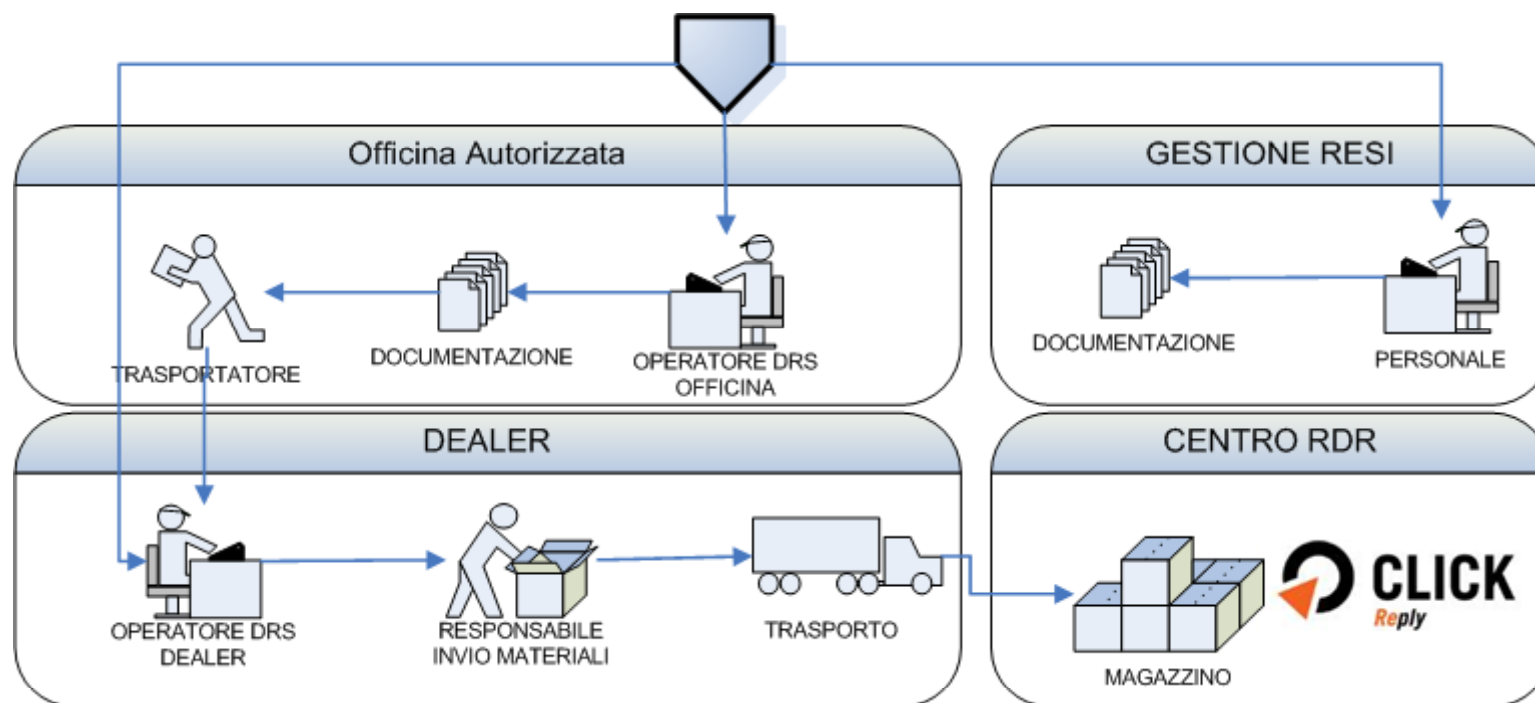 Officina Autorizzata
TRASPORTATORE
DOCUMENTAZIONE
OPERATORE DRS
OFFICINA
GESTIONE RESI
DOCUMENTAZIONE
PERSONALE
DEALER
OPERATORE DRS
DEALER
RESPONSABILE
INVIO MATERIALI
TRASPORTO
CENTRO RDR
MAGAZZINO
CLICK
Reply